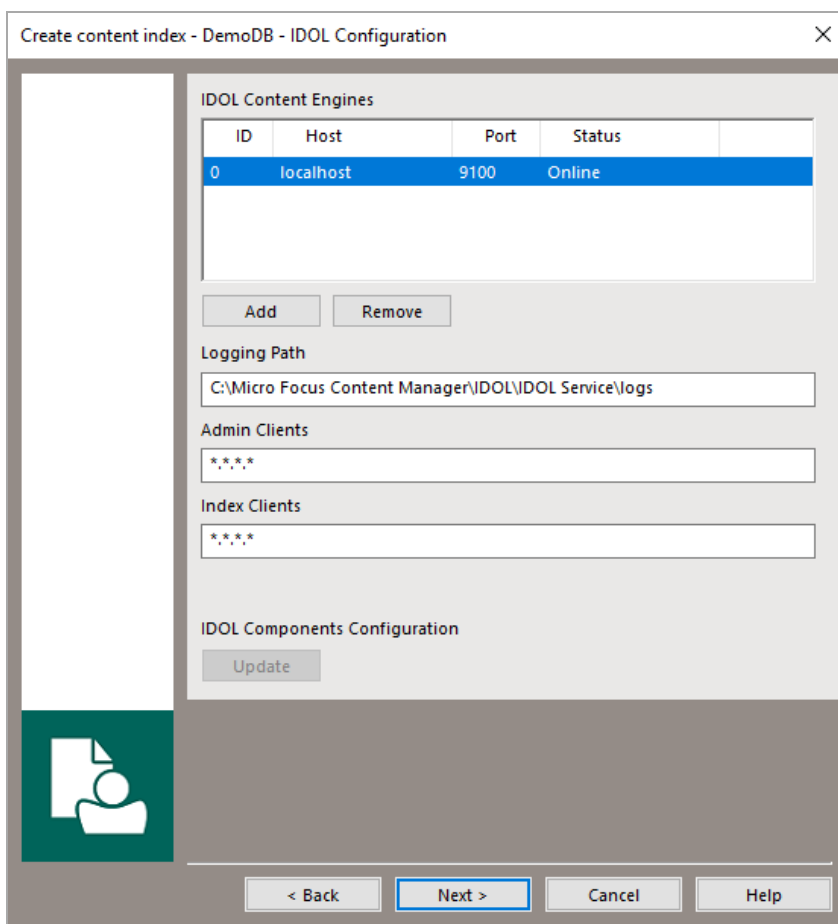 Create content index - DemoDB - IDOL Configuration
IDOL Content Engines
ID Host Port Status
0 localhost 9100 Online
Add Remove
Logging Path
C:\Micro Focus Content Manager\IDOL\IDOL Service\logs
Admin Clients
*.*.*.*
Index Clients
*.*.*.*
IDOL Components Configuration
Update
< Back Next > Cancel Help